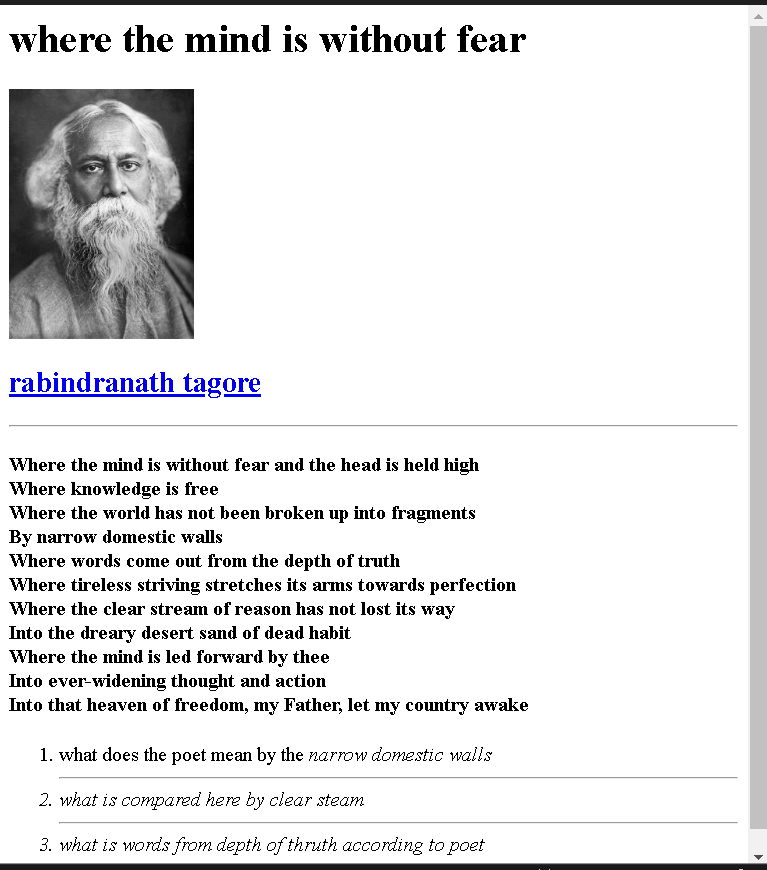 where the mind is without fear
rabindranath tagore
Where the mind is without fear and the head is held high
Where knowledge is free
Where the world has not been broken up into fragments
By narrow domestic walls
Where words come out from the depth of truth
Where tireless striving stretches its arms towards perfection
Where the clear stream of reason has not lost its way
Into the dreary desert sand of dead habit
Where the mind is led forward by thee
Into ever-widening thought and action
Into that heaven of freedom, my Father, let my country awake
1. what does the poet mean by the narrow domestic walls
2. what is compared here by clear steam
3. what is words from depth of thruth according to poet